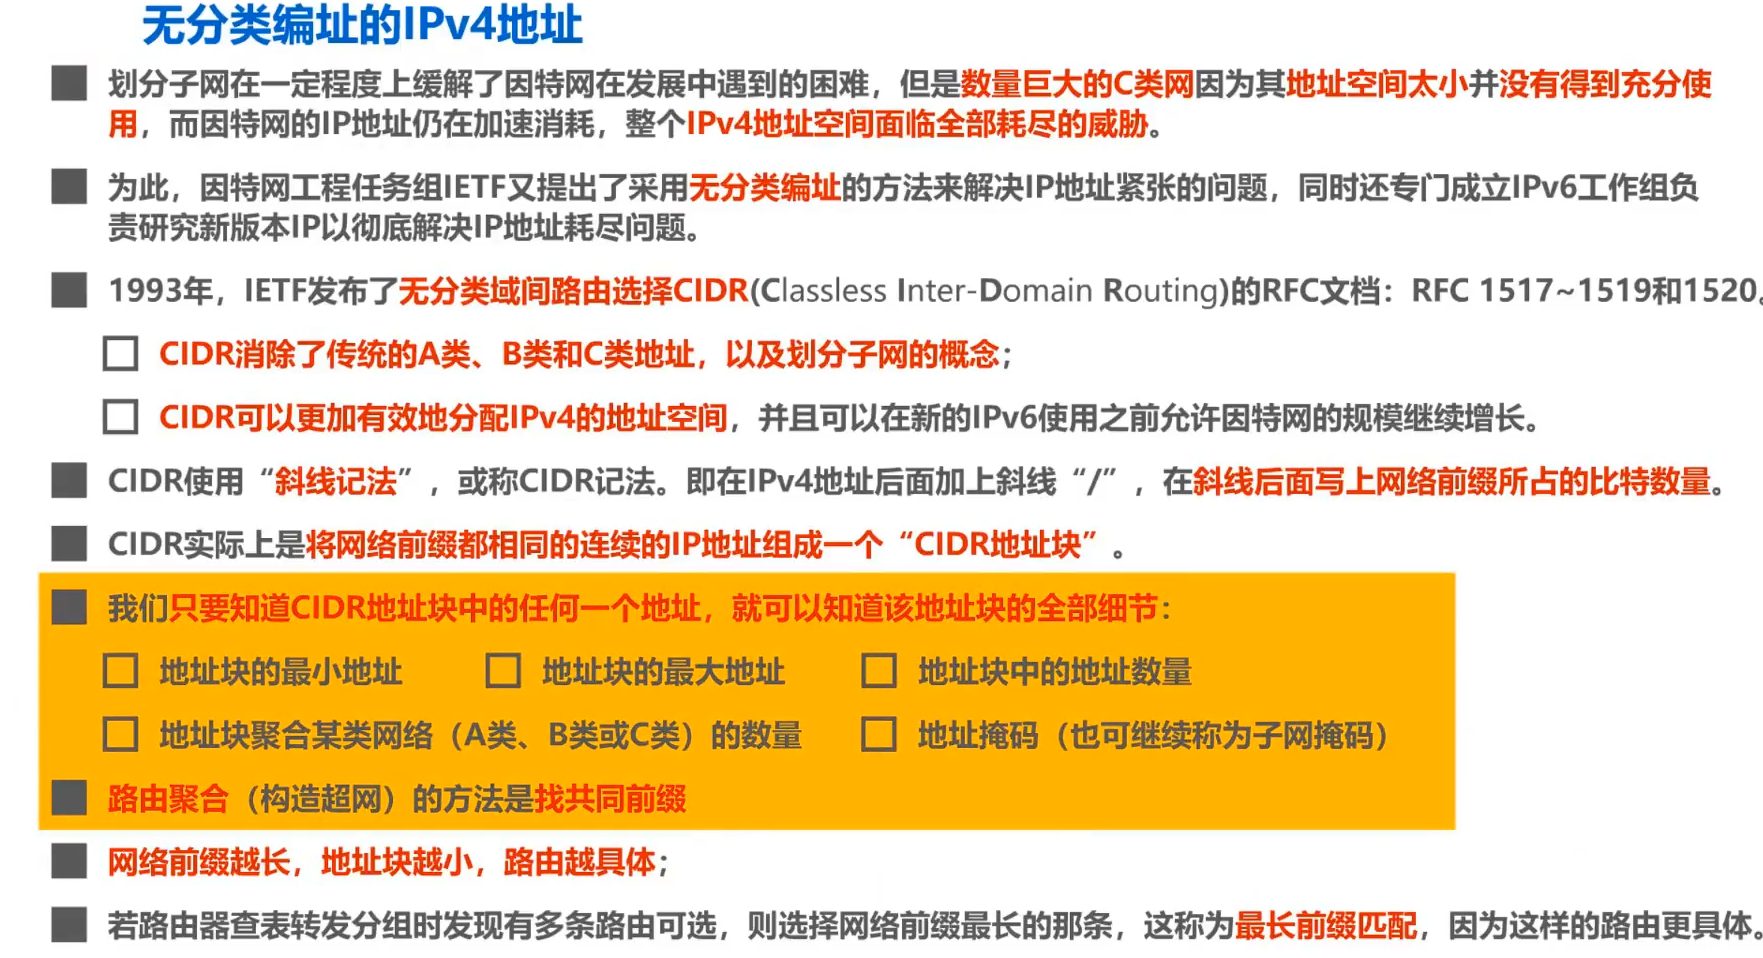 无分类编址的IPv4地址
划分子网在一定程度上缓解了因特网在发展中遇到的困难，但是数量巨大的C类网因为其地址空间太小并没有得到充分使
用，而因特网的IP地址仍在加速消耗，整个IPv4地址空间面临全部耗尽的威胁。
为此，因特网工程任务组IETF又提出了采用无分类编址的方法来解决IP地址紧张的问题，同时还专门成立IPv6工作组负
责研究新版本IP以彻底解决IP地址耗尽问题。
1993年，IETF发布了无分类域间路由选择CIDR(Classless Inter-Domain Routing)的RFC文档：RFC 1517~1519和1520。
CIDR消除了传统的A类、B类和C类地址，以及划分子网的概念；
CIDR可以更加有效地分配IPv4的地址空间，并且可以在新的IPv6使用之前允许因特网的规模继续增长。
CIDR使用“斜线记法”，或称CIDR记法。即在IPv4地址后面加上斜线“/”，在斜线后面写上网络前缀所占的比特数量。
CIDR实际上是将网络前缀都相同的连续的IP地址组成一个“CIDR地址块”。
我们只要知道CIDR地址块中的任何一个地址，就可以知道该地址块的全部细节：
地址块的最小地址 地址块的最大地址 地址块中的地址数量
地址块聚合某类网络（A类、B类或C类）的数量 地址掩码（也可继续称为子网掩码）
路由聚合（构造超网）的方法是找共同前缀
网络前缀越长，地址块越小，路由越具体；
若路由器查表转发分组时发现有多条路由可选，则选择网络前缀最长的那条，这称为最长前缀匹配，因为这样的路由更具体。